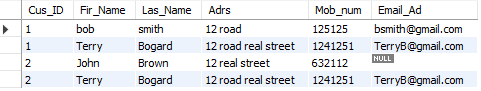 Cus_ID Fir_Name Las_Name Adrs Mob_num Email_Ad
1 bob smith 12 road 125125 bsmith@gmail.com
1 Terry Bogard 12 road real street 1241251 TerryB@gmail.com
2 John Brown 12 real street 632112 NULL
2 Terry Bogard 12 road real street 1241251 TerryB@gmail.com